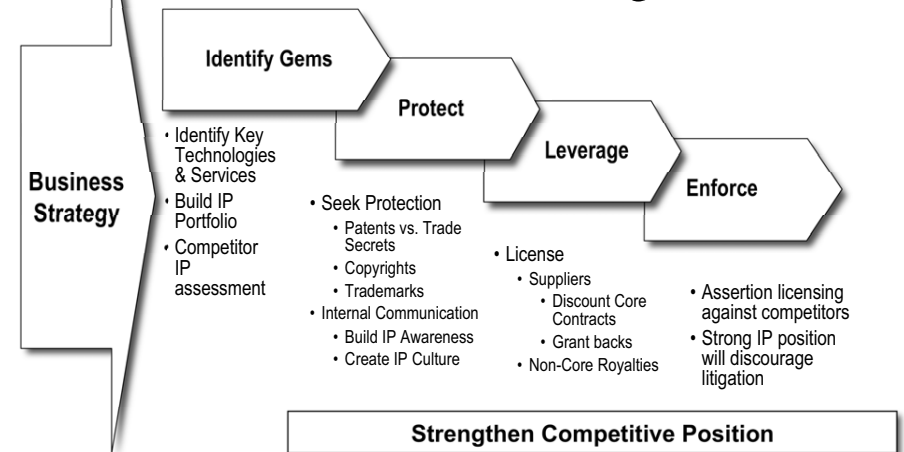 Business
Strategy
Identify Gems
• Identify Key
Technologies
& Services
• Build IP
Portfolio
• Competitor
IP
assessment
Protect
• Seek Protection
• Patents vs. Trade
Secrets
• Copyrights
• Trademarks
• Internal Communication
• Build IP Awareness
• Create IP Culture
Leverage
• License
• Suppliers
• Discount Core
Contracts
• Grant backs
• Non-Core Royalties
Enforce
• Assertion licensing
against competitors
• Strong IP position
will discourage
litigation
Strengthen Competitive Position